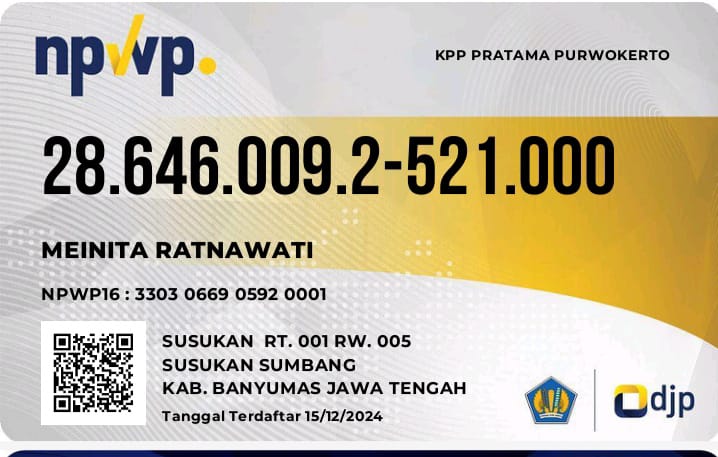 npwp.
KPP PRATAMA PURWOKERTO
28.646.009.2-521.000
MEINITA RATNAWATI
NPWP16 : 3303 0669 0592 0001
SUSUKAN RT. 001 RW. 005
SUSUKAN SUMBANG
KAB. BANYUMAS JAWA TENGAH
Tanggal Terdaftar 15/12/2024
djp